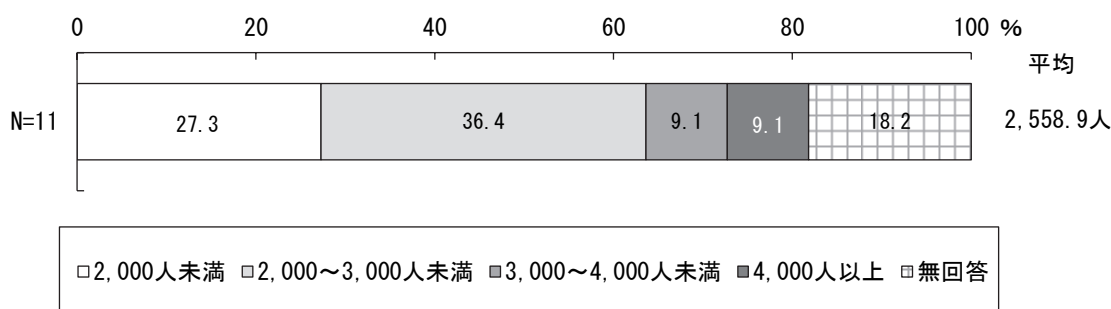 0 20 40 60 80 100 %
平均
N=11 27.3 36.4 9.1 9.1 18.2 2,558.9人
2,000人未満 2,000～3,000人未満 3,000～4,000人未満 4,000人以上 無回答